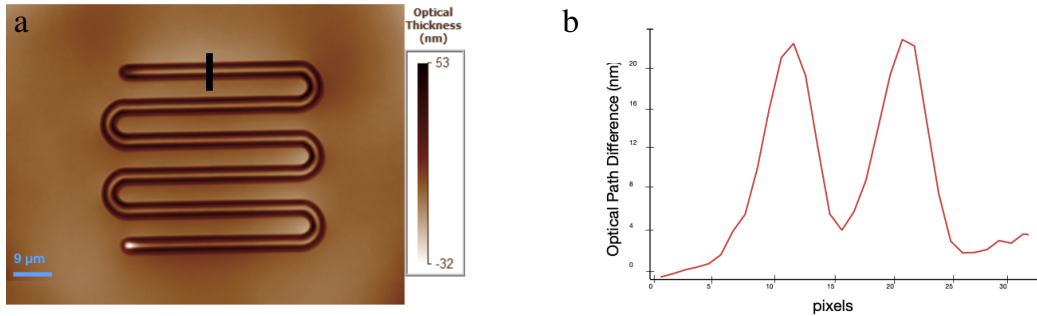 a
Optical
Thickness
(nm)
53
-32
9 µm
b
Optical Path Difference (nm)
20
16
12
8
4
0
0
5
10
15
20
25
30
pixels